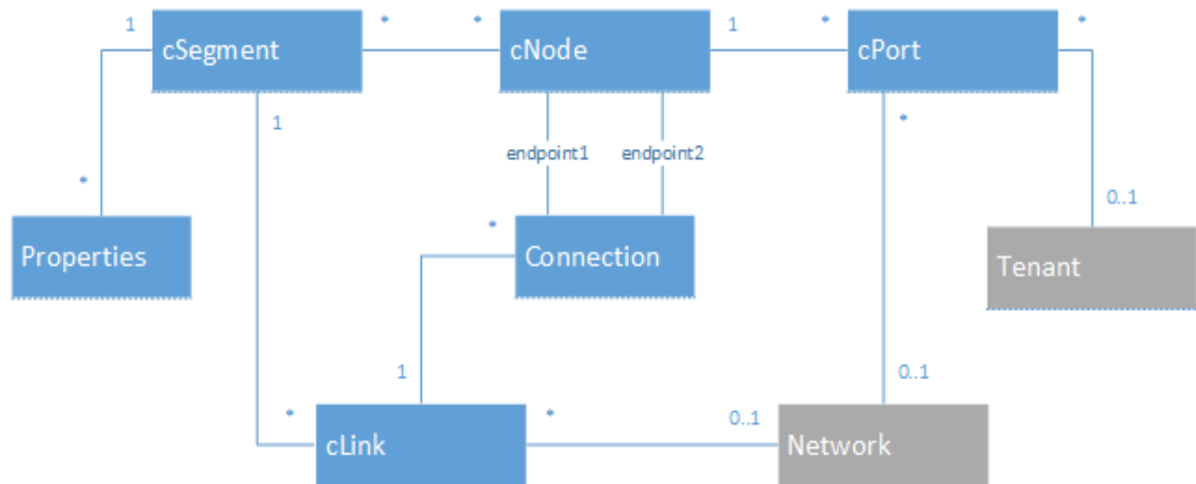 1 * * 1 * *
cSegment cNode cPort
1 *
endpoint1 endpoint2
* 0..1
*
Properties Connection Tenant
1 0..1
* * 0..1
cLink Network